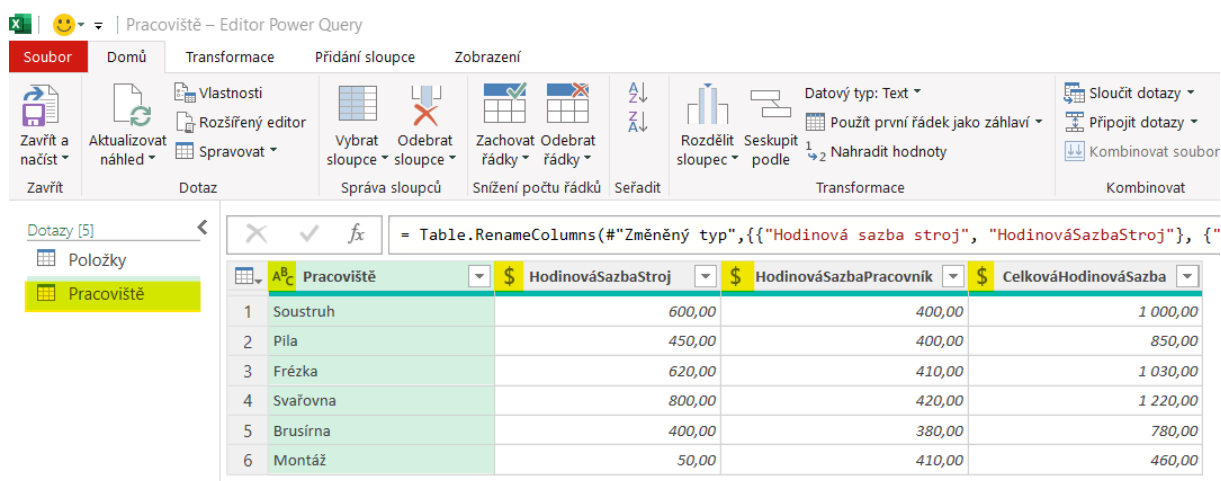 Pracoviště – Editor Power Query
Soubor Domů Transformace Přidání sloupce Zobrazení
Zavřít a načíst
Aktualizovat náhled
Vlastnosti
Rozšířený editor
Spravovat
Vybrat sloupce
Odebrat sloupce
Zachovat řádky
Odebrat řádky
Rozdělit sloupec
Seskupit podle
Datový typ: Text
Použít první řádek jako záhlaví
Nahradit hodnoty
Sloučit dotazy
Připojit dotazy
Kombinovat soubor
Zavřít Dotaz Správa sloupců Snížení počtu řádků Seřadit Transformace Kombinovat
Dotazy [5]
Položky
Pracoviště
fx = Table.RenameColumns(#"Změněný typ",{{"Hodinová sazba stroj", "HodinováSazbaStroj"}, {"
ABC Pracoviště $ HodinováSazbaStroj $ HodinováSazbaPracovník $ CelkováHodinováSazba
1 Soustruh 600,00 400,00 1 000,00
2 Pila 450,00 400,00 850,00
3 Frézka 620,00 410,00 1 030,00
4 Svařovna 800,00 420,00 1 220,00
5 Brusírna 400,00 380,00 780,00
6 Montáž 50,00 410,00 460,00